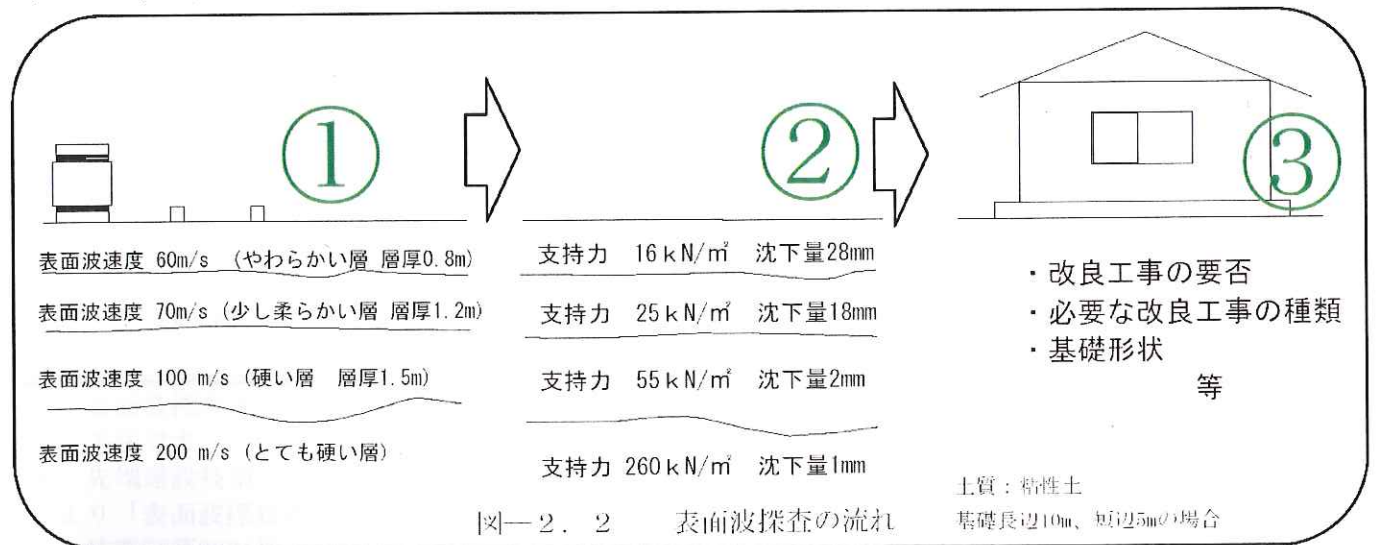 ①
表面波速度 60m/s (やわらかい層 層厚0.8m)
表面波速度 70m/s (少し柔らかい層 層厚1.2m)
表面波速度 100 m/s (硬い層 層厚1.5m)
表面波速度 200 m/s (とても硬い層)
②
支持力 16kN/㎡ 沈下量28mm
支持力 25kN/㎡ 沈下量18mm
支持力 55kN/㎡ 沈下量2mm
支持力 260kN/㎡ 沈下量1mm
③
・改良工事の要否
・必要な改良工事の種類
・基礎形状
等
土質：粘性土
基礎長辺10m、短辺5mの場合
図―2．2 表面波探査の流れ